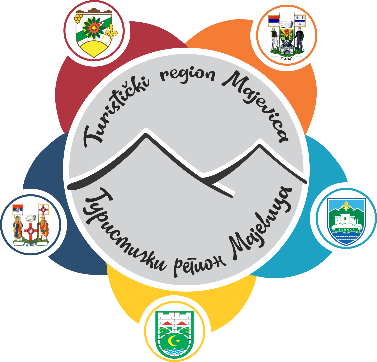 Turistički region Majevica
Туристички регион Мајевица